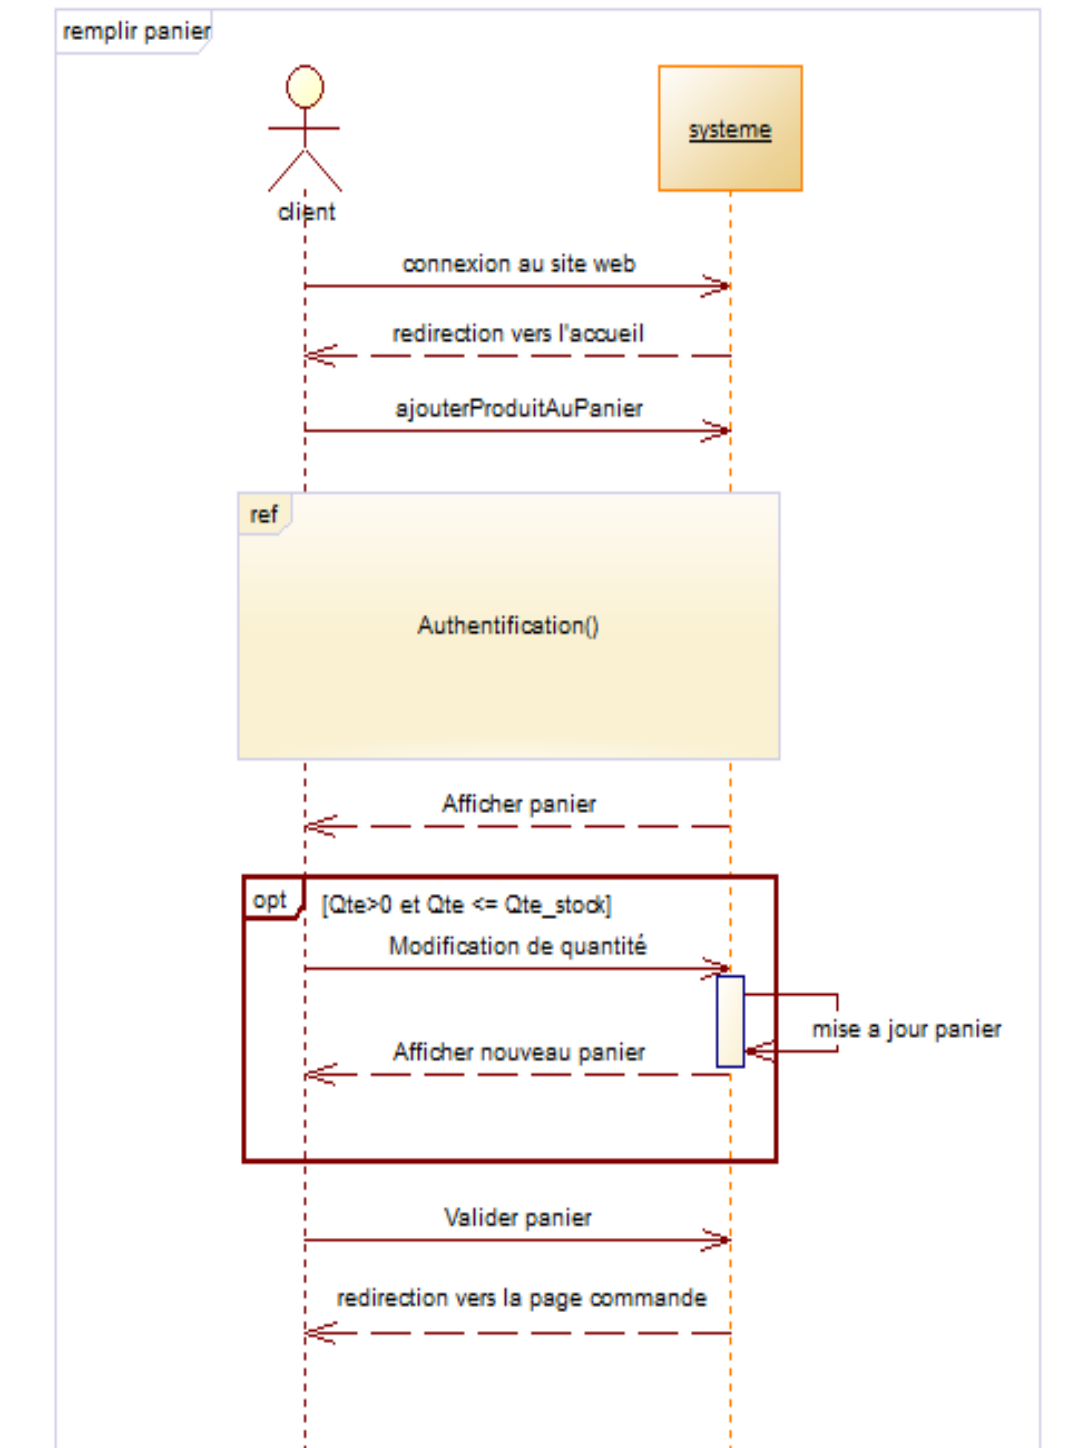 remplir panier
systeme
client
connexion au site web
redirection vers l'accueil
ajouterProduitAuPanier
ref
Authentification()
Afficher panier
opt
[Qte>0 et Qte <= Qte_stock]
Modification de quantité
mise a jour panier
Afficher nouveau panier
Valider panier
redirection vers la page commande